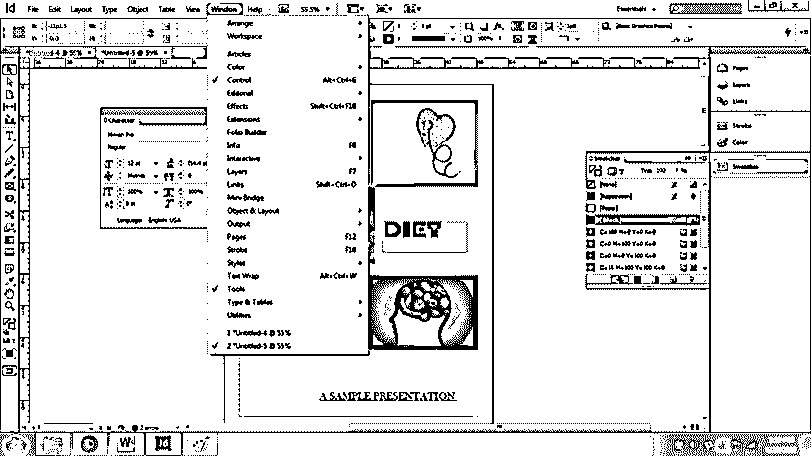 Id File Edit Layout Type Object Table View Window Help 55.5% Essentials
*Untitled-4 @ 55% *Untitled-5 @ 55%
Arrange
Workspace
Articles
Color
Control Alt+Ctrl+6
Editorial
Effects Shift+Ctrl+F10
Extensions
Folio Builder
Info F8
Interactive
Layers F7
Links Shift+Ctrl+D
Mini Bridge
Object & Layout
Output
Pages F12
Stroke F10
Styles
Text Wrap Alt+Ctrl+W
Tools
Type & Tables
Utilities
1 *Untitled-4 @ 55%
2 *Untitled-5 @ 55%
Character
Minion Pro
Regular
12 pt
Metrics
100% 100%
0 pt 0°
Language: English: USA
DIET
A SAMPLE PRESENTATION
Pages
Layers
Links
Stroke
Color
Swatches
Swatches
Tint: 100 %
[None]
[Registration]
[Paper]
C=100 M=0 Y=0 K=0
C=0 M=100 Y=0 K=0
C=0 M=0 Y=100 K=0
C=15 M=100 Y=100 K=0